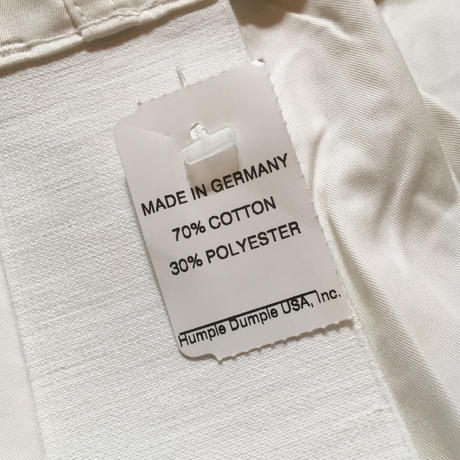 MADE IN GERMANY
70% COTTON
30% POLYESTER
Humple Dumple USA, Inc.